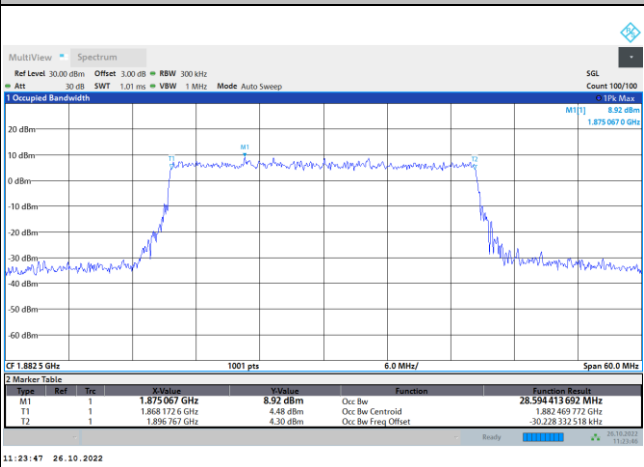 MultiView Spectrum
Ref Level 30.00 dBm Offset 3.00 dB RBW 300 kHz SGL
Att 30 dB SWT 1.01 ms VBW 1 MHz Mode Auto Sweep Count 100/100
1 Occupied Bandwidth 1Pk Max
M1[1] 8.92 dBm
1.875 067 0 GHz
20 dBm
M1
10 dBm
T1 T2
0 dBm
-10 dBm
-20 dBm
-30 dBm
-40 dBm
-50 dBm
-60 dBm
CF 1.882 5 GHz 1001 pts 6.0 MHz/ Span 60.0 MHz
2 Marker Table
Type Ref Trc X-Value Y-Value Function Function Result
M1 1 1.875 067 GHz 8.92 dBm Occ Bw 28.594 413 692 MHz
T1 1 1.868 172 6 GHz 4.48 dBm Occ Bw Centroid 1.882 469 772 GHz
T2 1 1.896 767 GHz 4.30 dBm Occ Bw Freq Offset -30.228 332 518 kHz
Ready 26.10.2022
11:23:46
11:23:47 26.10.2022